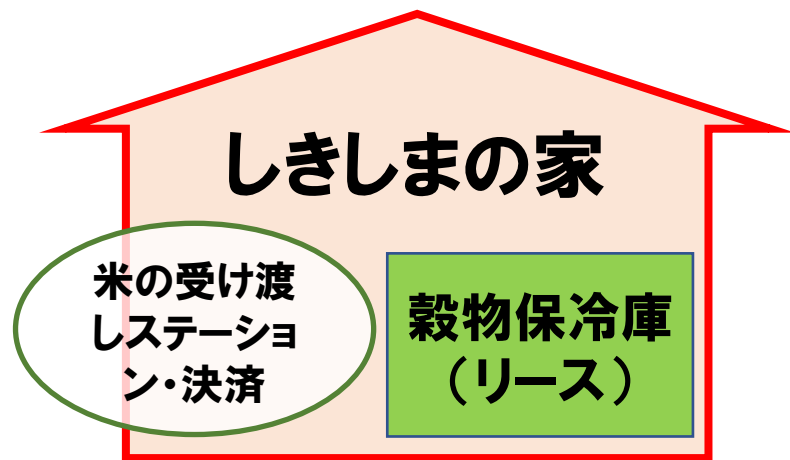 しきしまの家
米の受け渡
しステーショ
ン・決済
穀物保冷庫
（リース）